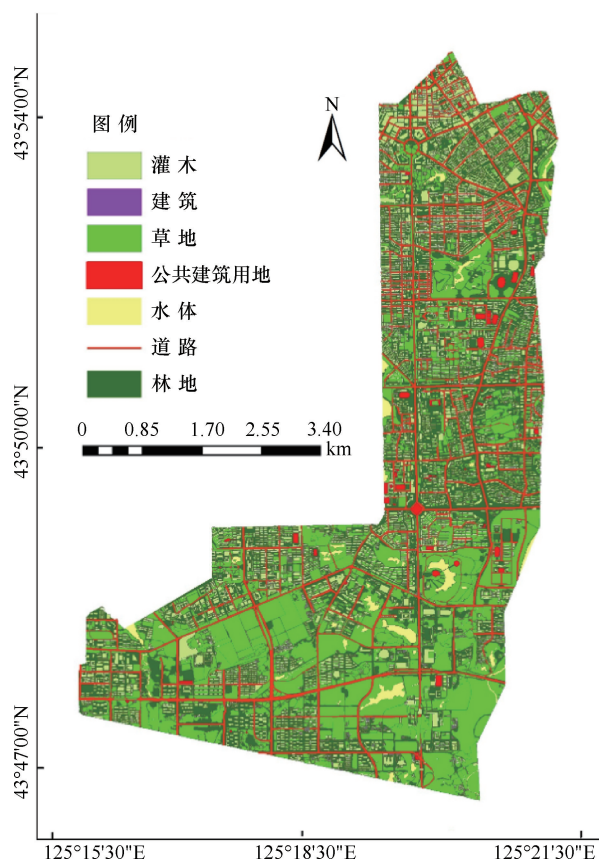 43°54'00"N
N
图 例
灌 木
建 筑
草 地
公共建筑用地
水 体
道 路
林 地
0 0.85 1.70 2.55 3.40
km
43°50'00"N
43°47'00"N
125°15'30"E 125°18'30"E 125°21'30"E